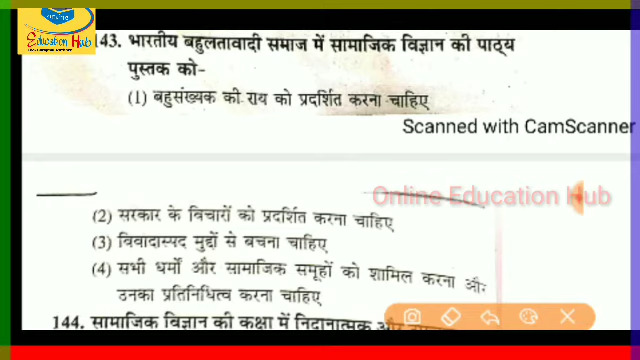 online
Education Hub
143. भारतीय बहुलतावादी समाज में सामाजिक विज्ञान की पाठ्य
पुस्तक को-
(1) बहुसंख्यक की राय को प्रदर्शित करना चाहिए
Scanned with CamScanner
Online Education Hub
(2) सरकार के विचारों को प्रदर्शित करना चाहिए
(3) विवादास्पद मुद्दों से बचना चाहिए
(4) सभी धर्मों और सामाजिक समूहों को शामिल करना और
उनका प्रतिनिधित्व करना चाहिए
144. सामाजिक विज्ञान की कक्षा में निदानात्मक और